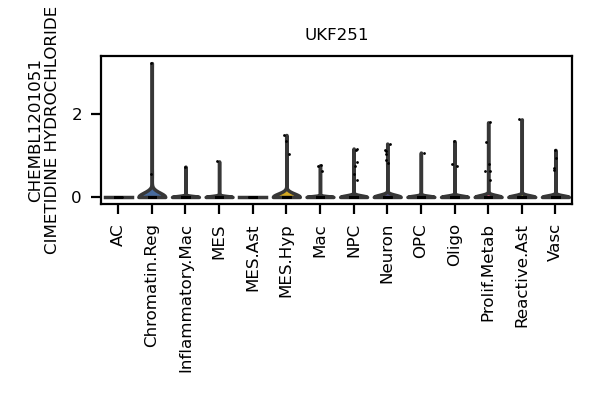 UKF251
CHEMBL1201051
CIMETIDINE HYDROCHLORIDE
2
0
AC
Chromatin.Reg
Inflammatory.Mac
MES
MES.Ast
MES.Hyp
Mac
NPC
Neuron
OPC
Oligo
Prolif.Metab
Reactive.Ast
Vasc